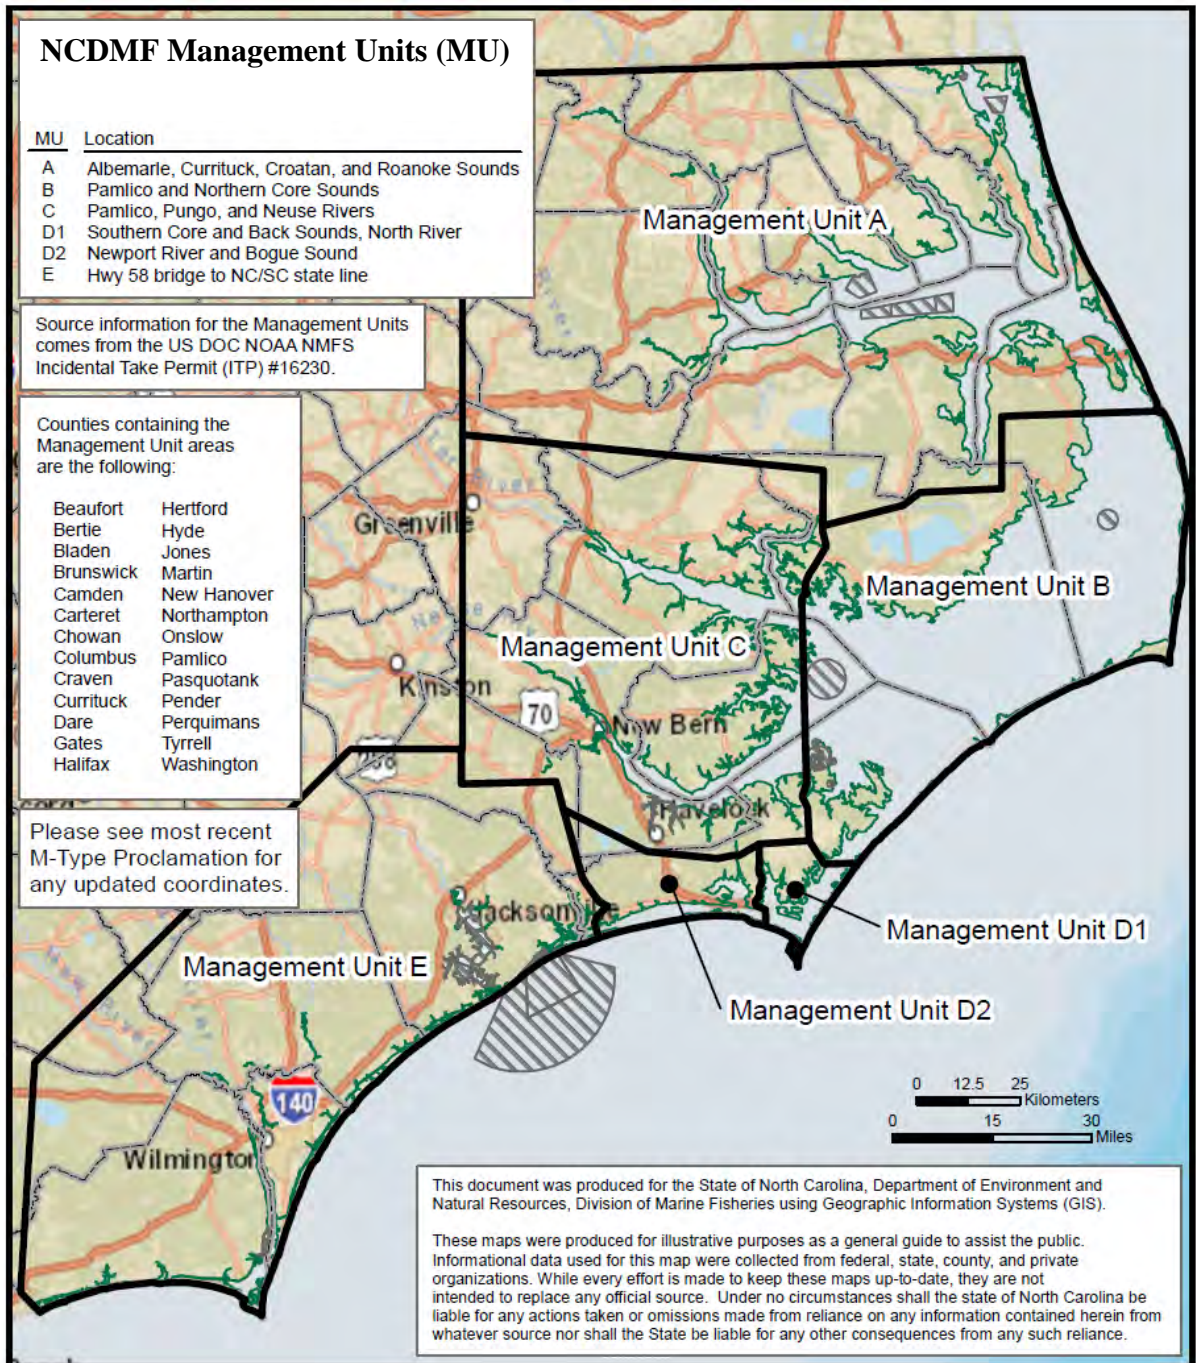 NCDMF Management Units (MU)
MU Location
A Albemarle, Currituck, Croatan, and Roanoke Sounds
B Pamlico and Northern Core Sounds
C Pamlico, Pungo, and Neuse Rivers
D1 Southern Core and Back Sounds, North River
D2 Newport River and Bogue Sound
E Hwy 58 bridge to NC/SC state line
Source information for the Management Units
comes from the US DOC NOAA NMFS
Incidental Take Permit (ITP) #16230.
Counties containing the
Management Unit areas
are the following:
Beaufort Hertford
Bertie Hyde
Bladen Jones
Brunswick Martin
Camden New Hanover
Carteret Northampton
Chowan Onslow
Columbus Pamlico
Craven Pasquotank
Currituck Pender
Dare Perquimans
Gates Tyrrell
Halifax Washington
Please see most recent
M-Type Proclamation for
any updated coordinates.
Management Unit A
River
Tar River
Greenville
Management Unit B
Neuse
Management Unit C
Kinston
70
New Bern
Havelock
Jacksonville
Management Unit D1
Management Unit E
Management Unit D2
140
Wilmington
0 12.5 25
Kilometers
0 15 30
Miles
This document was produced for the State of North Carolina, Department of Environment and
Natural Resources, Division of Marine Fisheries using Geographic Information Systems (GIS).
These maps were produced for illustrative purposes as a general guide to assist the public.
Informational data used for this map were collected from federal, state, county, and private
organizations. While every effort is made to keep these maps up-to-date, they are not
intended to replace any official source. Under no circumstances shall the state of North Carolina be
liable for any actions taken or omissions made from reliance on any information contained herein from
whatever source nor shall the State be liable for any other consequences from any such reliance.